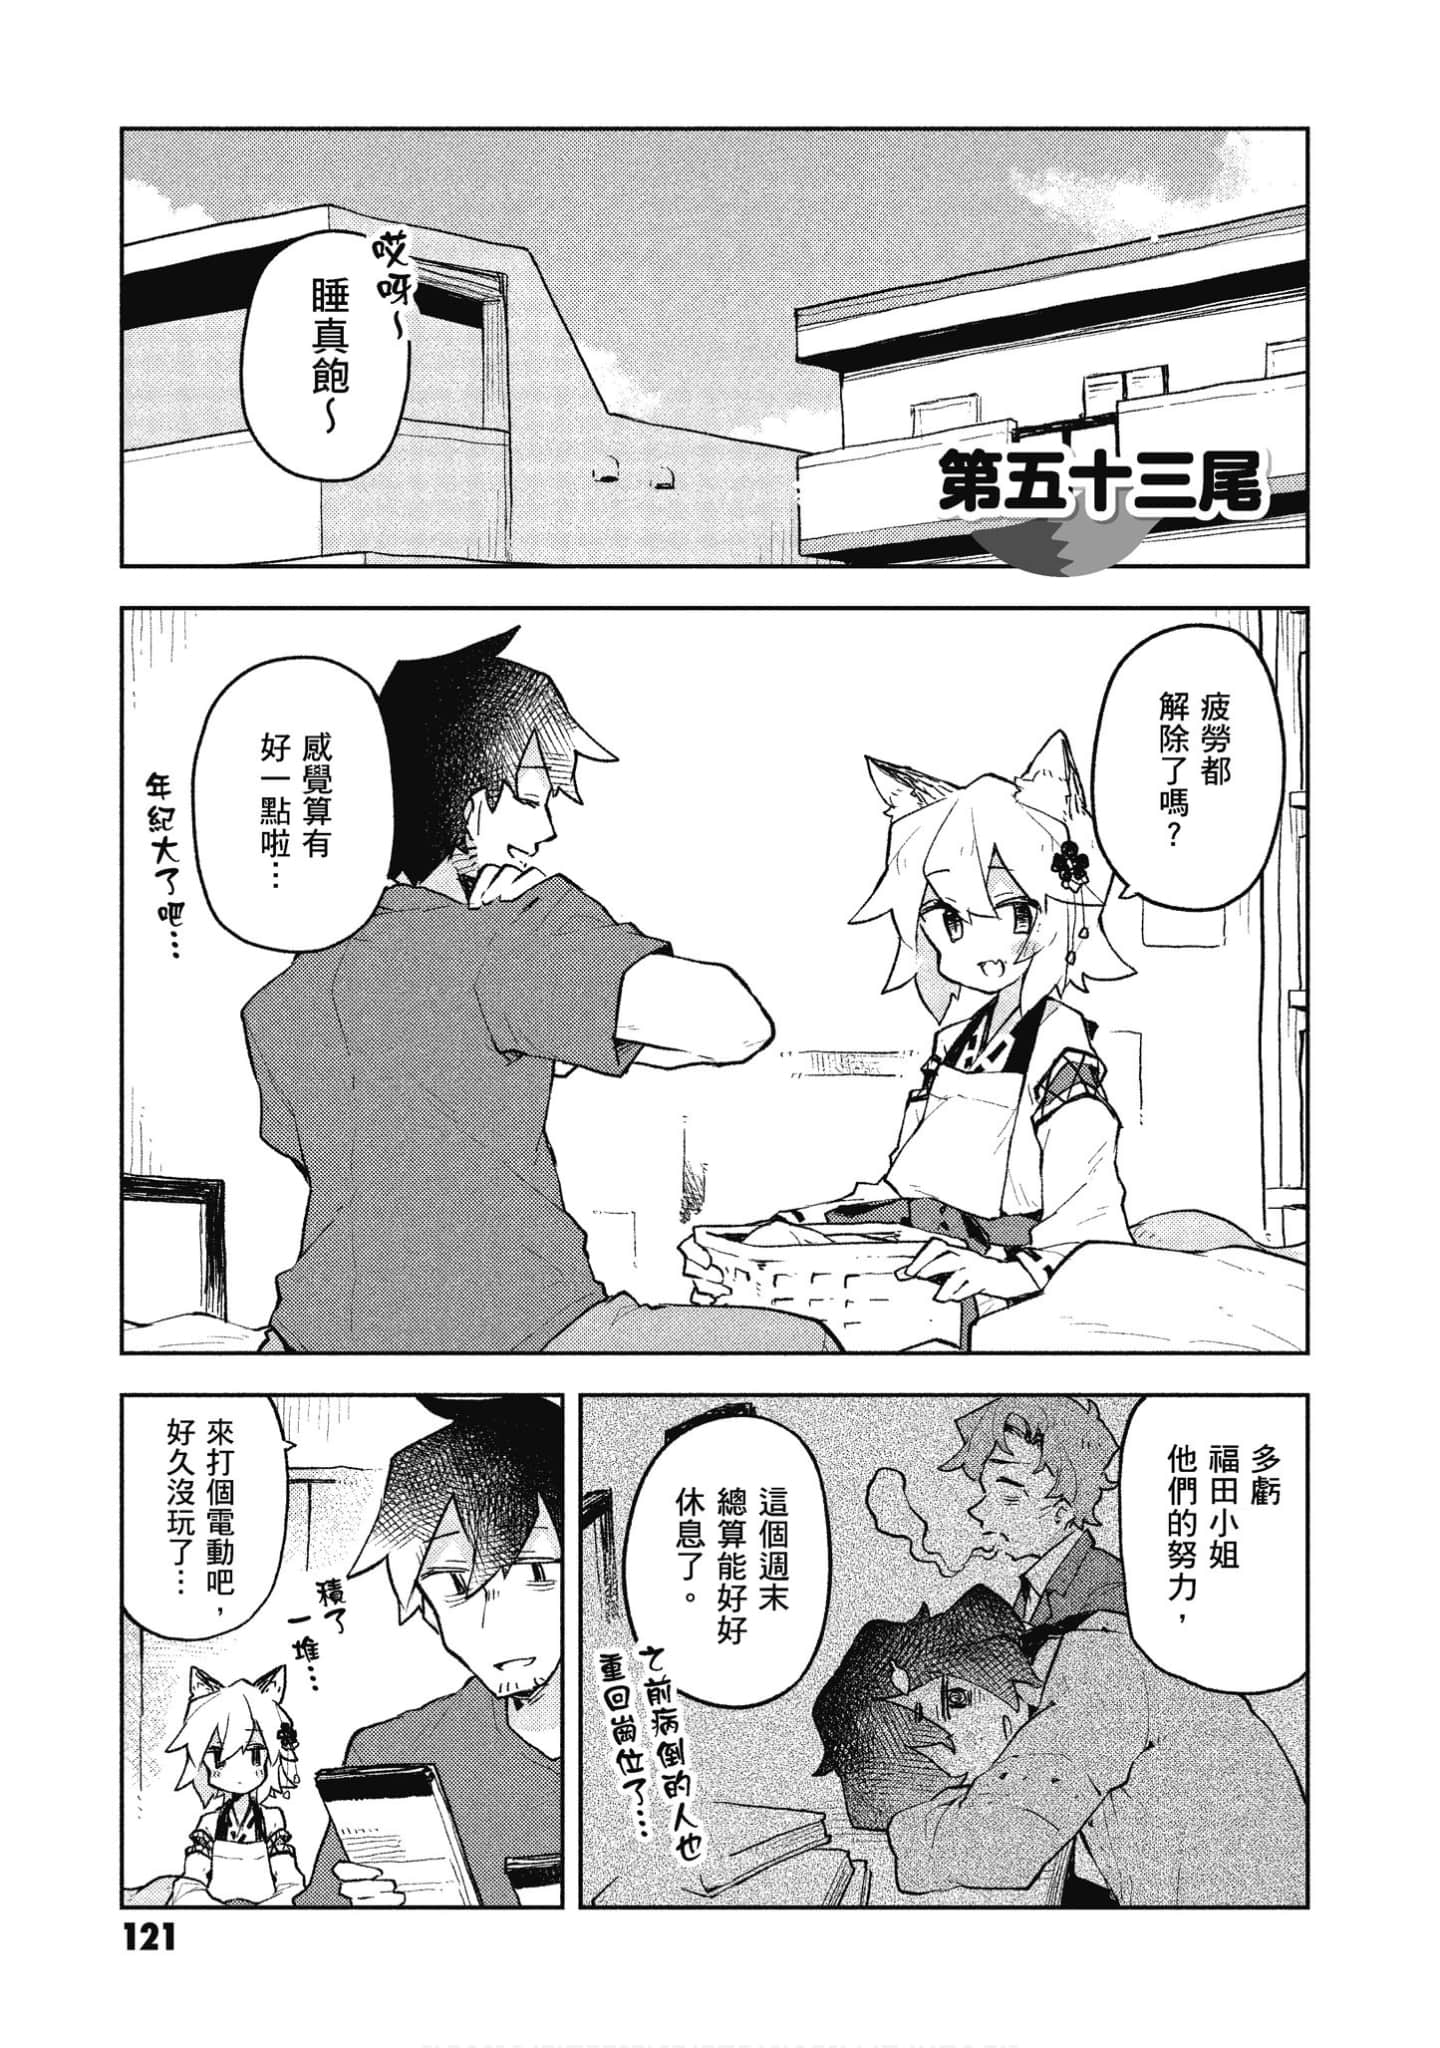 第五十三尾
哎呀～
睡真飽～
疲勞都
解除了嗎？
感覺算有
好一點啦…
年紀大了吧…
多虧
福田小姐
他們的努力，
這個週末
總算能好好
休息了。
之前病倒的人也
重回崗位了…
積了
一堆…
來打個電動吧，
好久沒玩了…
121